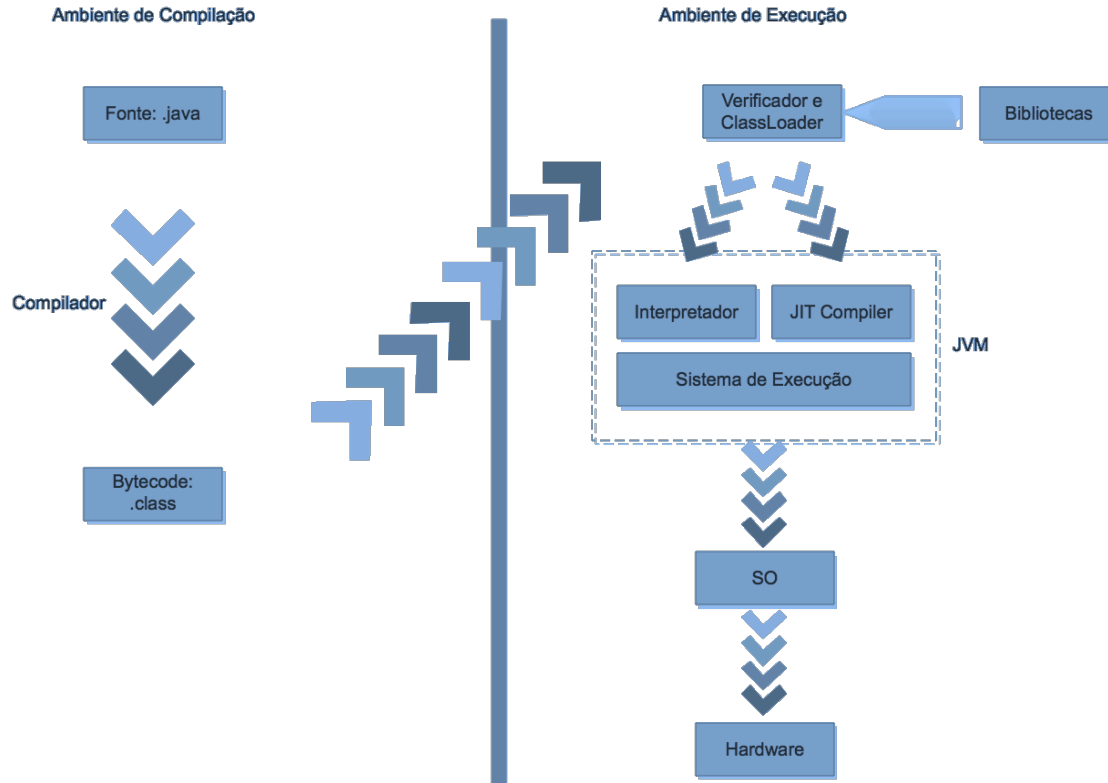 Ambiente de Compilação
Ambiente de Execução
Fonte: .java
Verificador e
ClassLoader
Bibliotecas
Compilador
Interpretador
JIT Compiler
JVM
Sistema de Execução
Bytecode:
.class
SO
Hardware